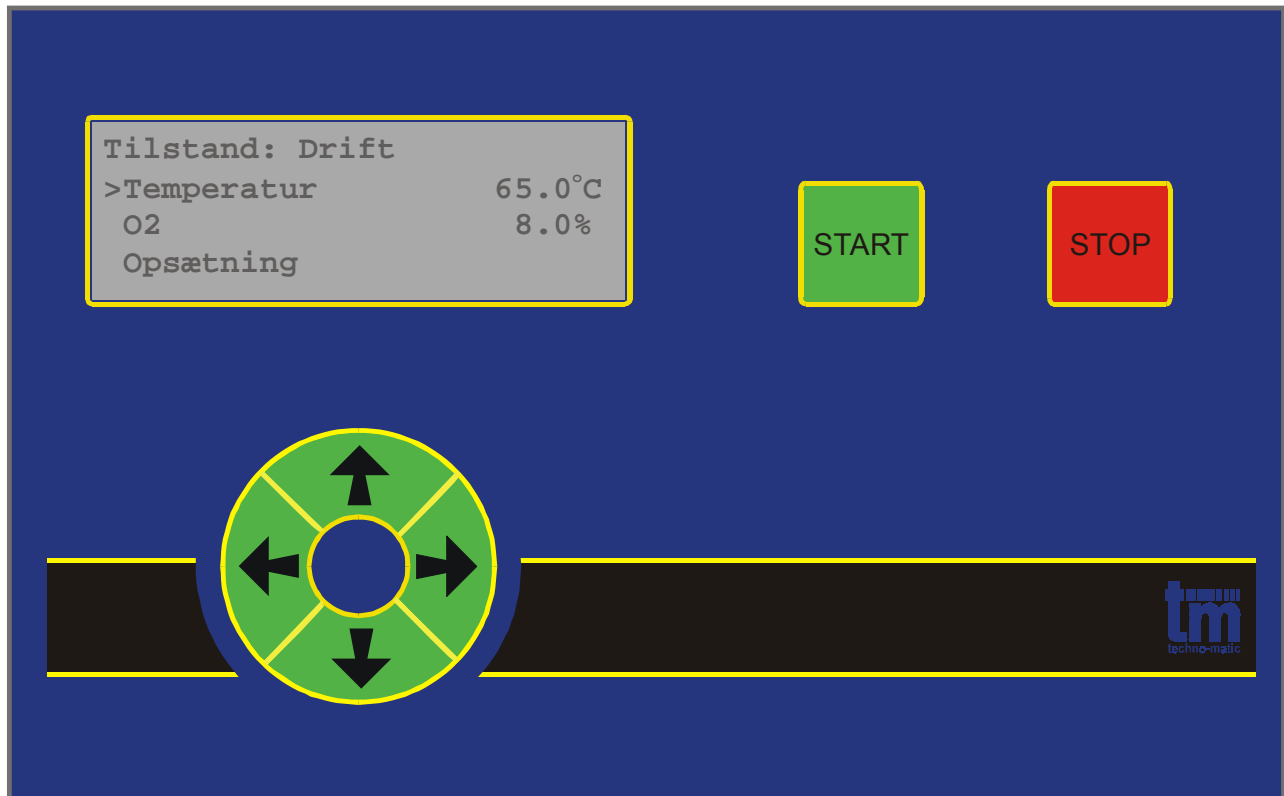 Tilstand: Drift
>Temperatur 65.0°C
O2 8.0%
Opsætning
START
STOP
tm
techno-matic